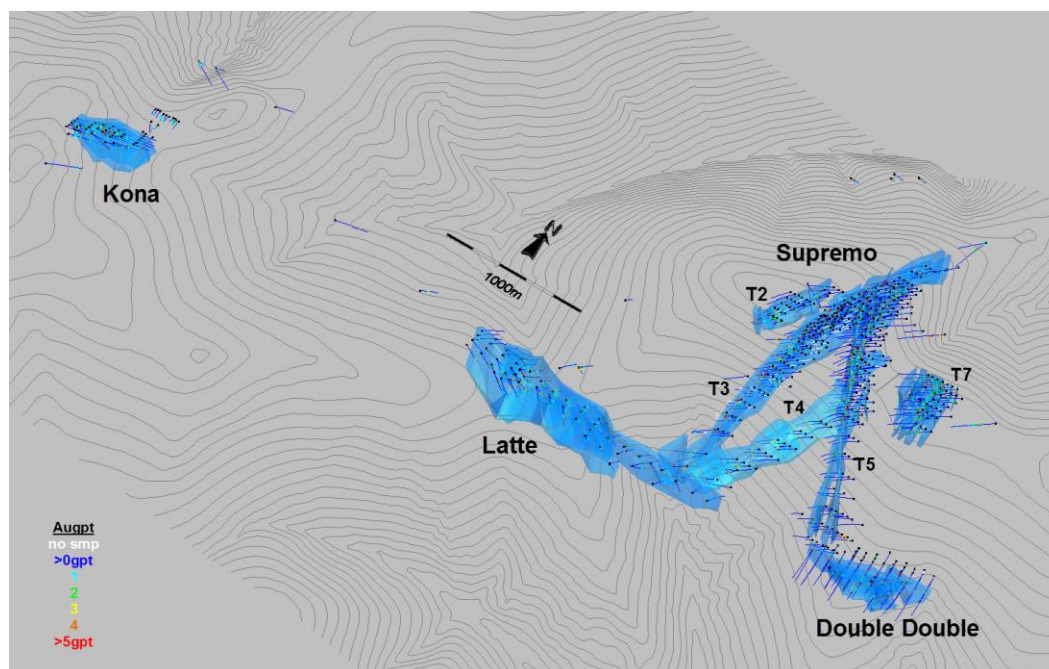 Kona
N
1000m
Supremo
T2
T3
T7
T4
Latte
T5
Augpt
no smp
>0gpt
1
2
3
4
>5gpt
Double Double